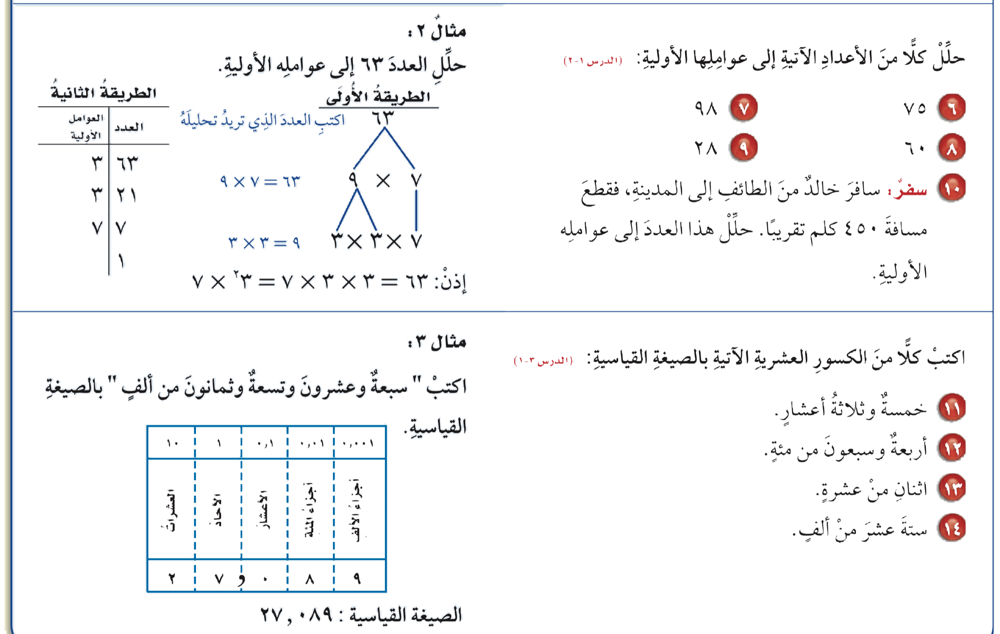 حلِّلْ كلًّا منَ الأعدادِ الآتيةِ إلى عوامِلِها الأوليةِ: (الدرس ١-٢)
٦ ٧٥ ٧ ٩٨
٨ ٦٠ ٩ ٢٨
١٠ سفرٌ: سافرَ خالدٌ منَ الطائفِ إلى المدينةِ، فقطعَ
مسافةَ ٤٥٠ كلم تقريبًا. حلِّلْ هذا العددَ إلى عواملِه
الأوليةِ.
مثالٌ ٢:
حلِّلِ العددَ ٦٣ إلى عواملِه الأوليةِ.
الطريقةُ الأُولَى
٦٣ اكتبِ العددَ الذِي تريدُ تحليلَهُ
٧ × ٩ ٦٣ = ٧ × ٩
٧ × ٣ × ٣ ٩ = ٣ × ٣
الطريقةُ الثانيةُ
العدد العوامل الأولية
٦٣ ٣
٢١ ٣
٧ ٧
١
إذنْ: ٦٣ = ٣ × ٣ × ٧ = ٣² × ٧
اكتبْ كلًّا منَ الكسورِ العشريةِ الآتيةِ بالصيغةِ القياسيةِ: (الدرس ٣-١)
١١ خمسةٌ وثلاثةُ أعشارٍ.
١٢ أربعةٌ وسبعونَ من مئةٍ.
١٣ اثنانِ منْ عشرةٍ.
١٤ ستةَ عشرَ منْ ألفٍ.
مثال ٣:
اكتبْ " سبعةٌ وعشرونَ وتسعةٌ وثمانونَ من ألفٍ " بالصيغةِ
القياسيةِ.
١٠ ١ ٠,١ ٠,٠١ ٠,٠٠١
العشراتُ الآحادُ الأعشارُ أجزاءُ المئةِ أجزاءُ الألفِ
٢ ٧ , ٠ ٨ ٩
الصيغة القياسية : ٢٧,٠٨٩